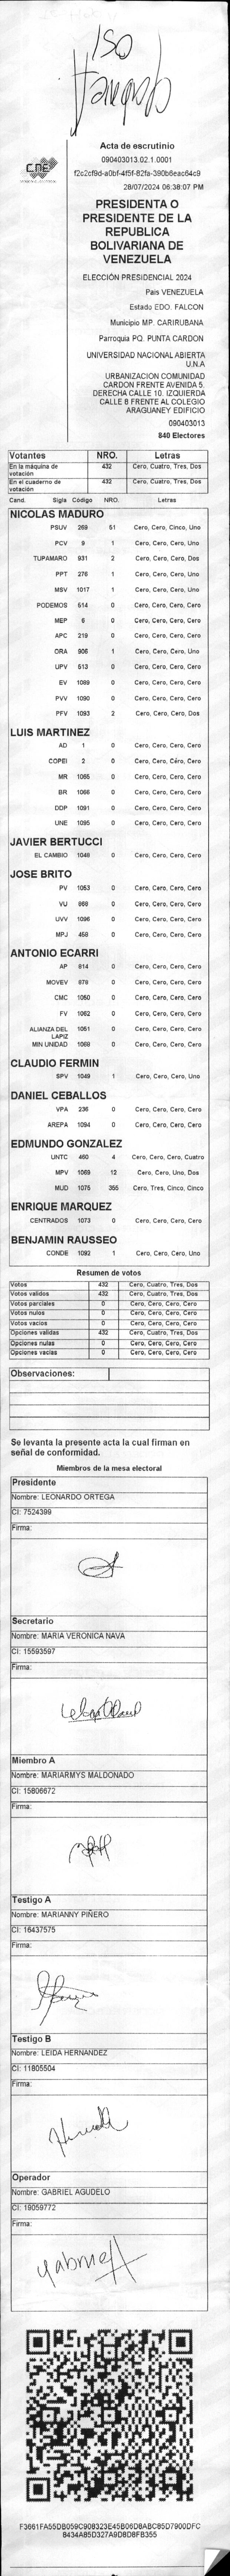 ISO
CNE
Acta de escrutinio
090403013.02.1.0001
28/07/2024 06:38:07 PM
PRESIDENTA O
PRESIDENTE DE LA
REPUBLICA
BOLIVARIANA DE
VENEZUELA
ELECCIÓN PRESIDENCIAL 2024
Pais VENEZUELA
Estado EDO. FALCON
Municipio MP. CARIRUBANA
Parroquia PQ. PUNTA CARDON
UNIVERSIDAD NACIONAL ABIERTA
U.N.A
URBANIZACION COMUNIDAD
CARDON FRENTE AVENIDA 5.
DERECHA CALLE 10. IZQUIERDA
CALLE 8 FRENTE AL COLEGIO
ARAGUANEY EDIFICIO
090403013
840 Electores
Votantes NRO. Letras
En la máquina de votación 432 Cero, Cuatro, Tres, Dos
En el cuaderno de votación 432 Cero, Cuatro, Tres, Dos
Cand. Sigla Código NRO. Letras
NICOLAS MADURO
PSUV 269 51 Cero, Cero, Cinco, Uno
PCV 9 1 Cero, Cero, Cero, Uno
TUPAMARO 931 2 Cero, Cero, Cero, Dos
PPT 276 1 Cero, Cero, Cero, Uno
MSV 1017 1 Cero, Cero, Cero, Uno
PODEMOS 514 0 Cero, Cero, Cero, Cero
MEP 6 0 Cero, Cero, Cero, Cero
APC 219 0 Cero, Cero, Cero, Cero
ORA 906 1 Cero, Cero, Cero, Uno
UPV 513 0 Cero, Cero, Cero, Cero
EV 1089 0 Cero, Cero, Cero, Cero
PVV 1090 0 Cero, Cero, Cero, Cero
PFV 1093 2 Cero, Cero, Cero, Dos
LUIS MARTINEZ
AD 1 0 Cero, Cero, Cero, Cero
COPEI 2 0 Cero, Cero, Cero, Cero
MR 1065 0 Cero, Cero, Cero, Cero
BR 1066 0 Cero, Cero, Cero, Cero
DDP 1091 0 Cero, Cero, Cero, Cero
UNE 1095 0 Cero, Cero, Cero, Cero
JAVIER BERTUCCI
EL CAMBIO 1048 0 Cero, Cero, Cero, Cero
JOSE BRITO
PV 1053 0 Cero, Cero, Cero, Cero
VU 868 0 Cero, Cero, Cero, Cero
UVV 1096 0 Cero, Cero, Cero, Cero
MPJ 458 0 Cero, Cero, Cero, Cero
ANTONIO ECARRI
AP 814 0 Cero, Cero, Cero, Cero
MOVEV 878 0 Cero, Cero, Cero, Cero
CMC 1050 0 Cero, Cero, Cero, Cero
FV 1052 0 Cero, Cero, Cero, Cero
ALIANZA DEL LAPIZ 1051 0 Cero, Cero, Cero, Cero
MIN UNIDAD 1068 0 Cero, Cero, Cero, Cero
CLAUDIO FERMIN
SPV 1049 1 Cero, Cero, Cero, Uno
DANIEL CEBALLOS
VPA 236 0 Cero, Cero, Cero, Cero
AREPA 1094 0 Cero, Cero, Cero, Cero
EDMUNDO GONZALEZ
UNTC 460 4 Cero, Cero, Cero, Cuatro
MPV 1069 12 Cero, Cero, Uno, Dos
MUD 1075 355 Cero, Tres, Cinco, Cinco
ENRIQUE MARQUEZ
CENTRADOS 1073 0 Cero, Cero, Cero, Cero
BENJAMIN RAUSSEO
CONDE 1092 1 Cero, Cero, Cero, Uno
Resumen de votos
Votos 432 Cero, Cuatro, Tres, Dos
Votos validos 432 Cero, Cuatro, Tres, Dos
Votos parciales 0 Cero, Cero, Cero, Cero
Votos nulos 0 Cero, Cero, Cero, Cero
Votos vacios 0 Cero, Cero, Cero, Cero
Opciones validas 432 Cero, Cuatro, Tres, Dos
Opciones nulas 0 Cero, Cero, Cero, Cero
Opciones vacias 0 Cero, Cero, Cero, Cero
Observaciones:
Se levanta la presente acta la cual firman en
señal de conformidad.
Miembros de la mesa electoral
Presidente
Nombre: LEONARDO ORTEGA
CI: 7524399
Firma:
Secretario
Nombre: MARIA VERONICA NAVA
CI: 15593597
Firma:
Miembro A
Nombre: MARIARMYS MALDONADO
CI: 15806672
Firma:
Testigo A
Nombre: MARIANNY PIÑERO
CI: 16437575
Firma:
Testigo B
Nombre: LEIDA HERNANDEZ
CI: 11805504
Firma:
Operador
Nombre: GABRIEL AGUDELO
CI: 19059772
Firma:
F3661FA55DB059C908323E45B06D8ABC85D7900DFC
8434A85D327A9D8D8FB355